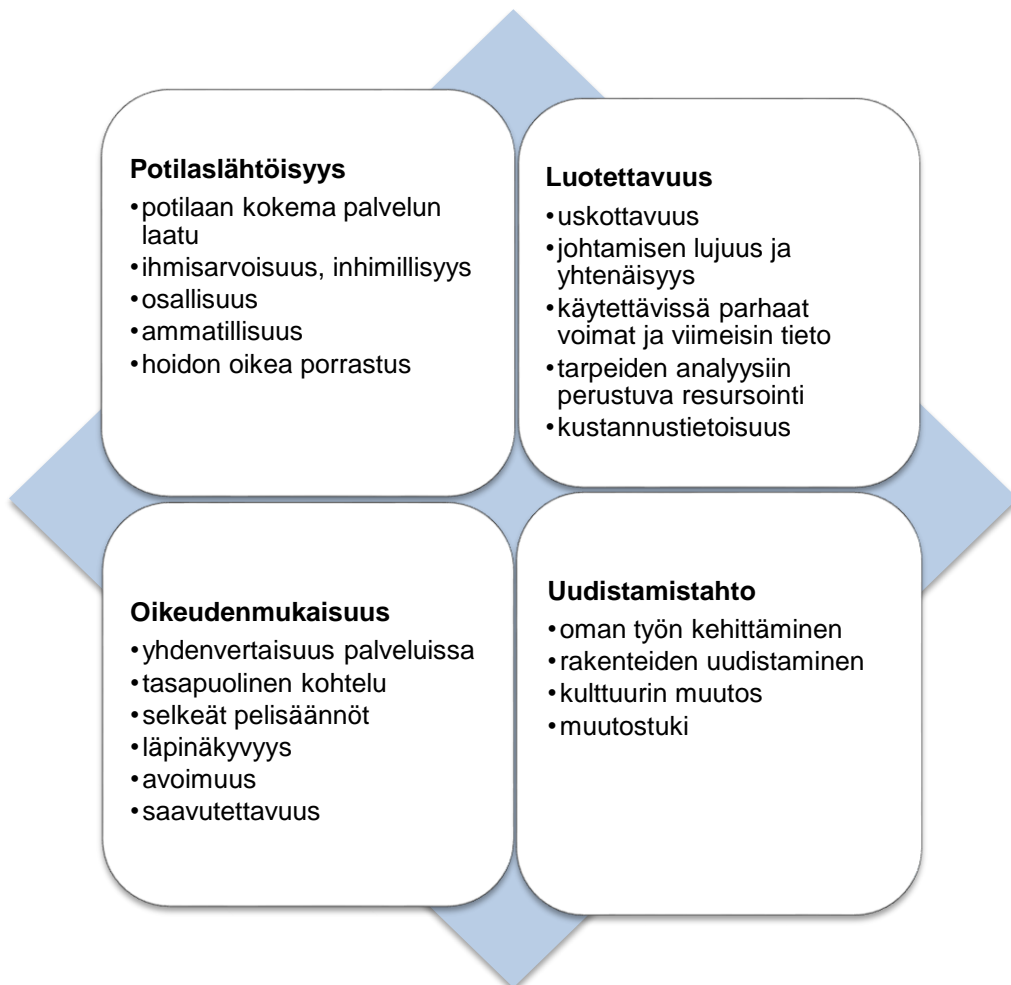 Potilaslähtöisyys
•potilaan kokema palvelun
laatu
•ihmisarvoisuus, inhimillisyys
•osallisuus
•ammatillisuus
•hoidon oikea porrastus
Luotettavuus
•uskottavuus
•johtamisen lujuus ja
yhtenäisyys
•käytettävissä parhaat
voimat ja viimeisin tieto
•tarpeiden analyysiin
perustuva resursointi
•kustannustietoisuus
Oikeudenmukaisuus
•yhdenvertaisuus palveluissa
•tasapuolinen kohtelu
•selkeät pelisäännöt
•läpinäkyvyys
•avoimuus
•saavutettavuus
Uudistamistahto
•oman työn kehittäminen
•rakenteiden uudistaminen
•kulttuurin muutos
•muutostuki